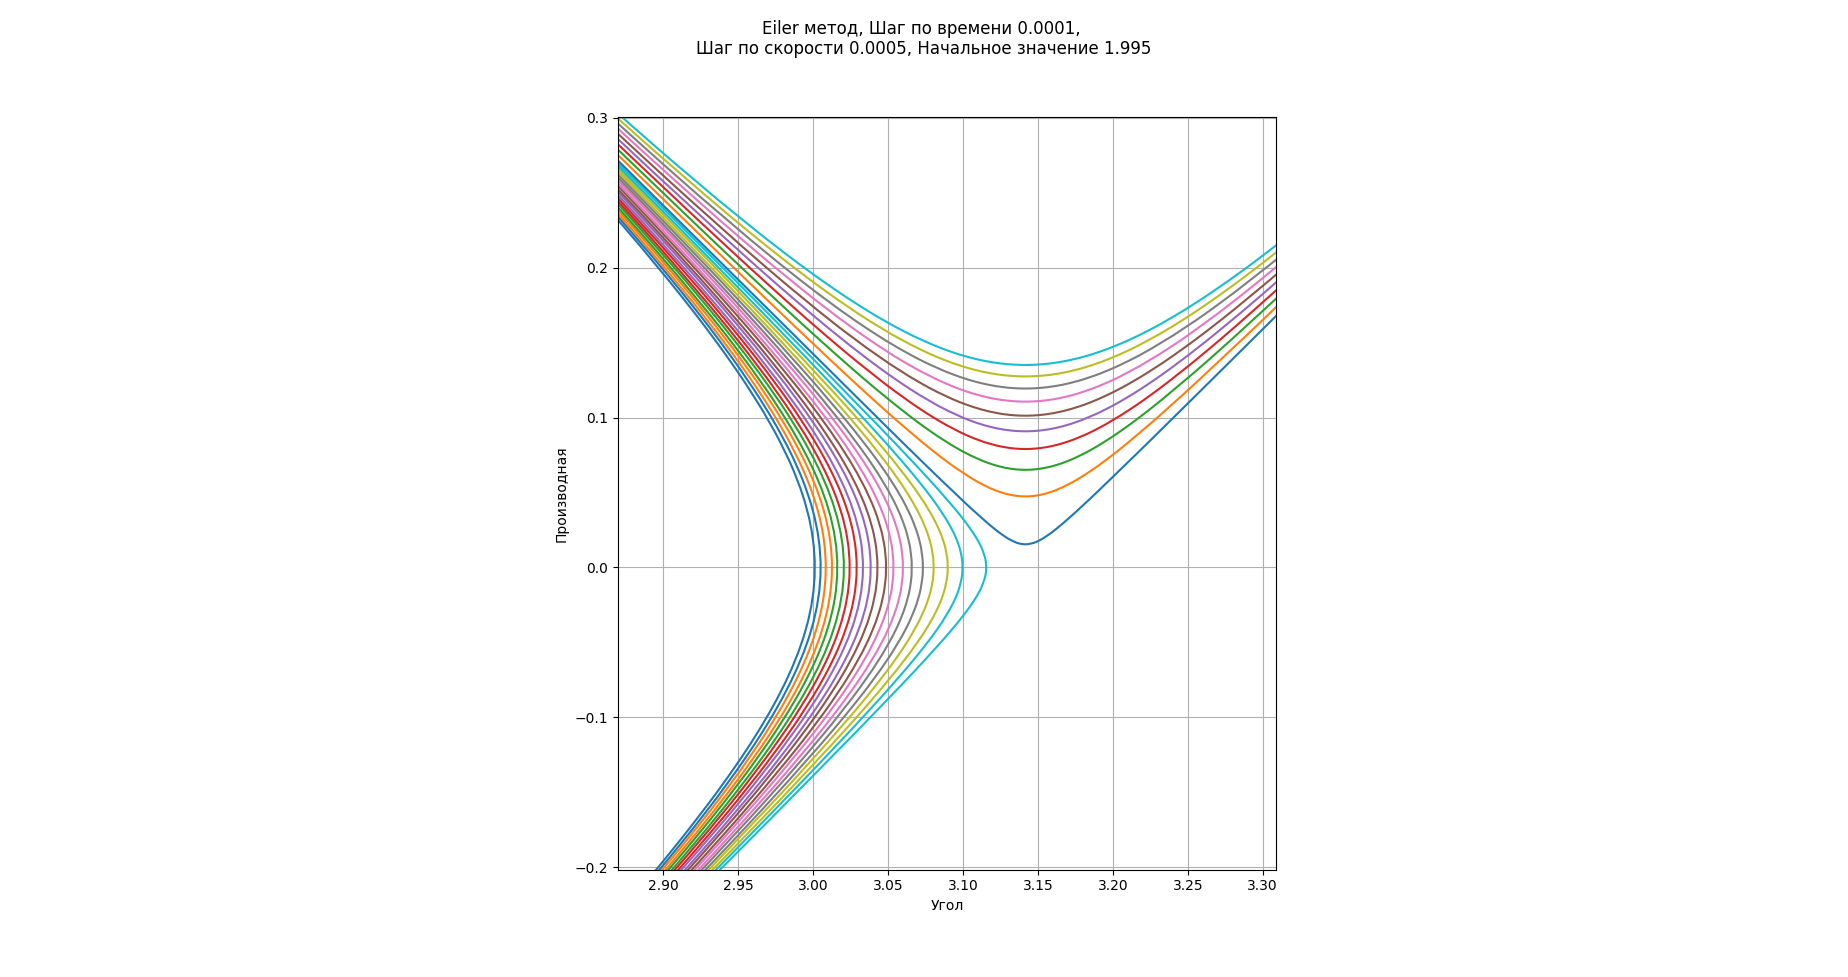 Eiler метод, Шаг по времени 0.0001,
Шаг по скорости 0.0005, Начальное значение 1.995
Производная
0.3
0.2
0.1
0.0
−0.1
−0.2
2.90 2.95 3.00 3.05 3.10 3.15 3.20 3.25 3.30
Угол